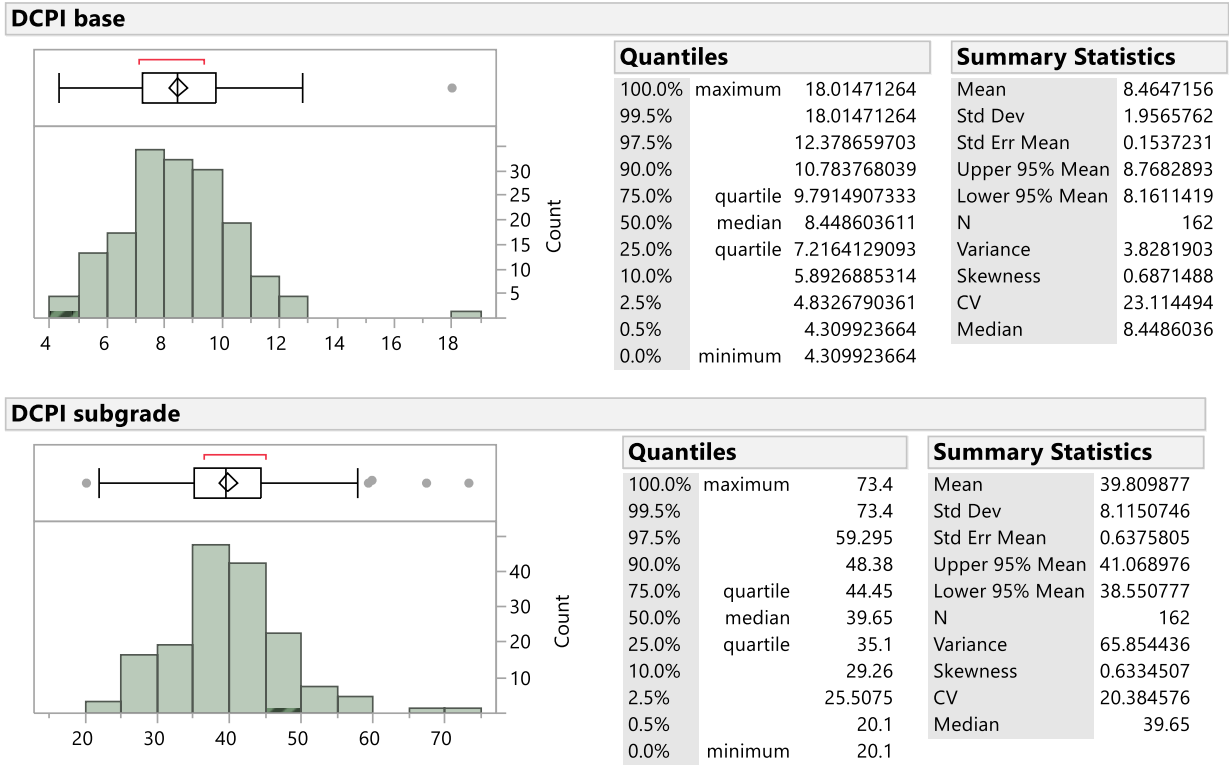 DCPI base
Quantiles
100.0% maximum 18.01471264
99.5% 18.01471264
97.5% 12.378659703
90.0% 10.783768039
75.0% quartile 9.7914907333
50.0% median 8.448603611
25.0% quartile 7.2164129093
10.0% 5.8926885314
2.5% 4.8326790361
0.5% 4.309923664
0.0% minimum 4.309923664
Summary Statistics
Mean 8.4647156
Std Dev 1.9565762
Std Err Mean 0.1537231
Upper 95% Mean 8.7682893
Lower 95% Mean 8.1611419
N 162
Variance 3.8281903
Skewness 0.6871488
CV 23.114494
Median 8.4486036
30
25
20
15
10
5
Count
4 6 8 10 12 14 16 18
DCPI subgrade
Quantiles
100.0% maximum 73.4
99.5% 73.4
97.5% 59.295
90.0% 48.38
75.0% quartile 44.45
50.0% median 39.65
25.0% quartile 35.1
10.0% 29.26
2.5% 25.5075
0.5% 20.1
0.0% minimum 20.1
Summary Statistics
Mean 39.809877
Std Dev 8.1150746
Std Err Mean 0.6375805
Upper 95% Mean 41.068976
Lower 95% Mean 38.550777
N 162
Variance 65.854436
Skewness 0.6334507
CV 20.384576
Median 39.65
40
30
20
10
Count
20 30 40 50 60 70